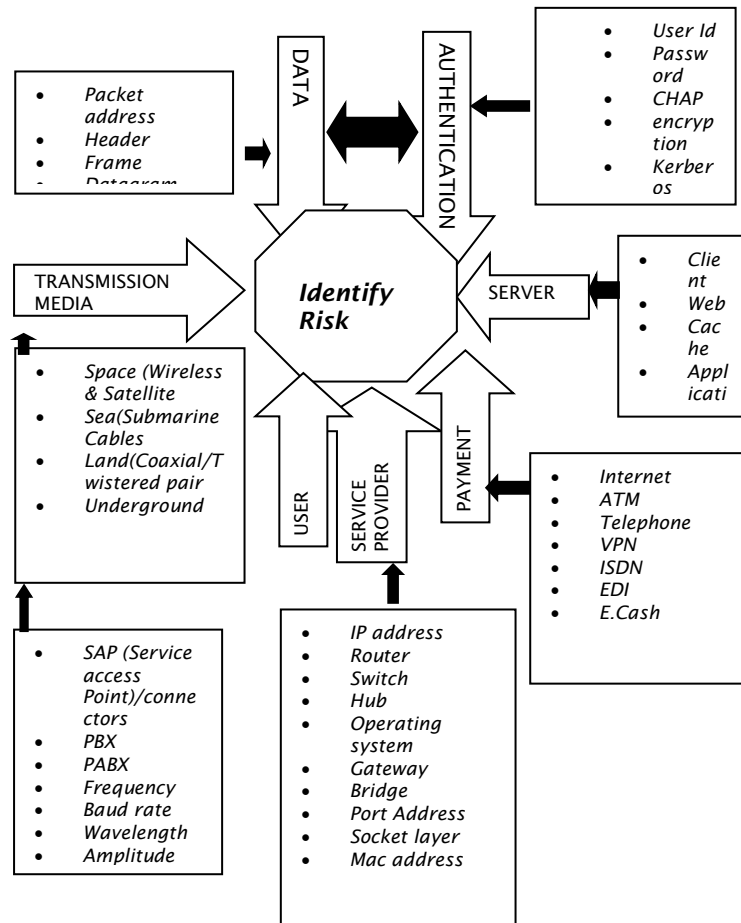 Packet
address
Header
Frame
Datagram
DATA
AUTHENTICATION
User Id
Passw
ord
CHAP
encryp
tion
Kerber
os
TRANSMISSION
MEDIA
Identify
Risk
SERVER
Clie
nt
Web
Cac
he
Appl
icati
Space (Wireless
& Satellite
Sea(Submarine
Cables
Land(Coaxial/T
wistered pair
Underground
USER
SERVICE
PROVIDER
PAYMENT
Internet
ATM
Telephone
VPN
ISDN
EDI
E.Cash
SAP (Service
access
Point)/conne
ctors
PBX
PABX
Frequency
Baud rate
Wavelength
Amplitude
IP address
Router
Switch
Hub
Operating
system
Gateway
Bridge
Port Address
Socket layer
Mac address